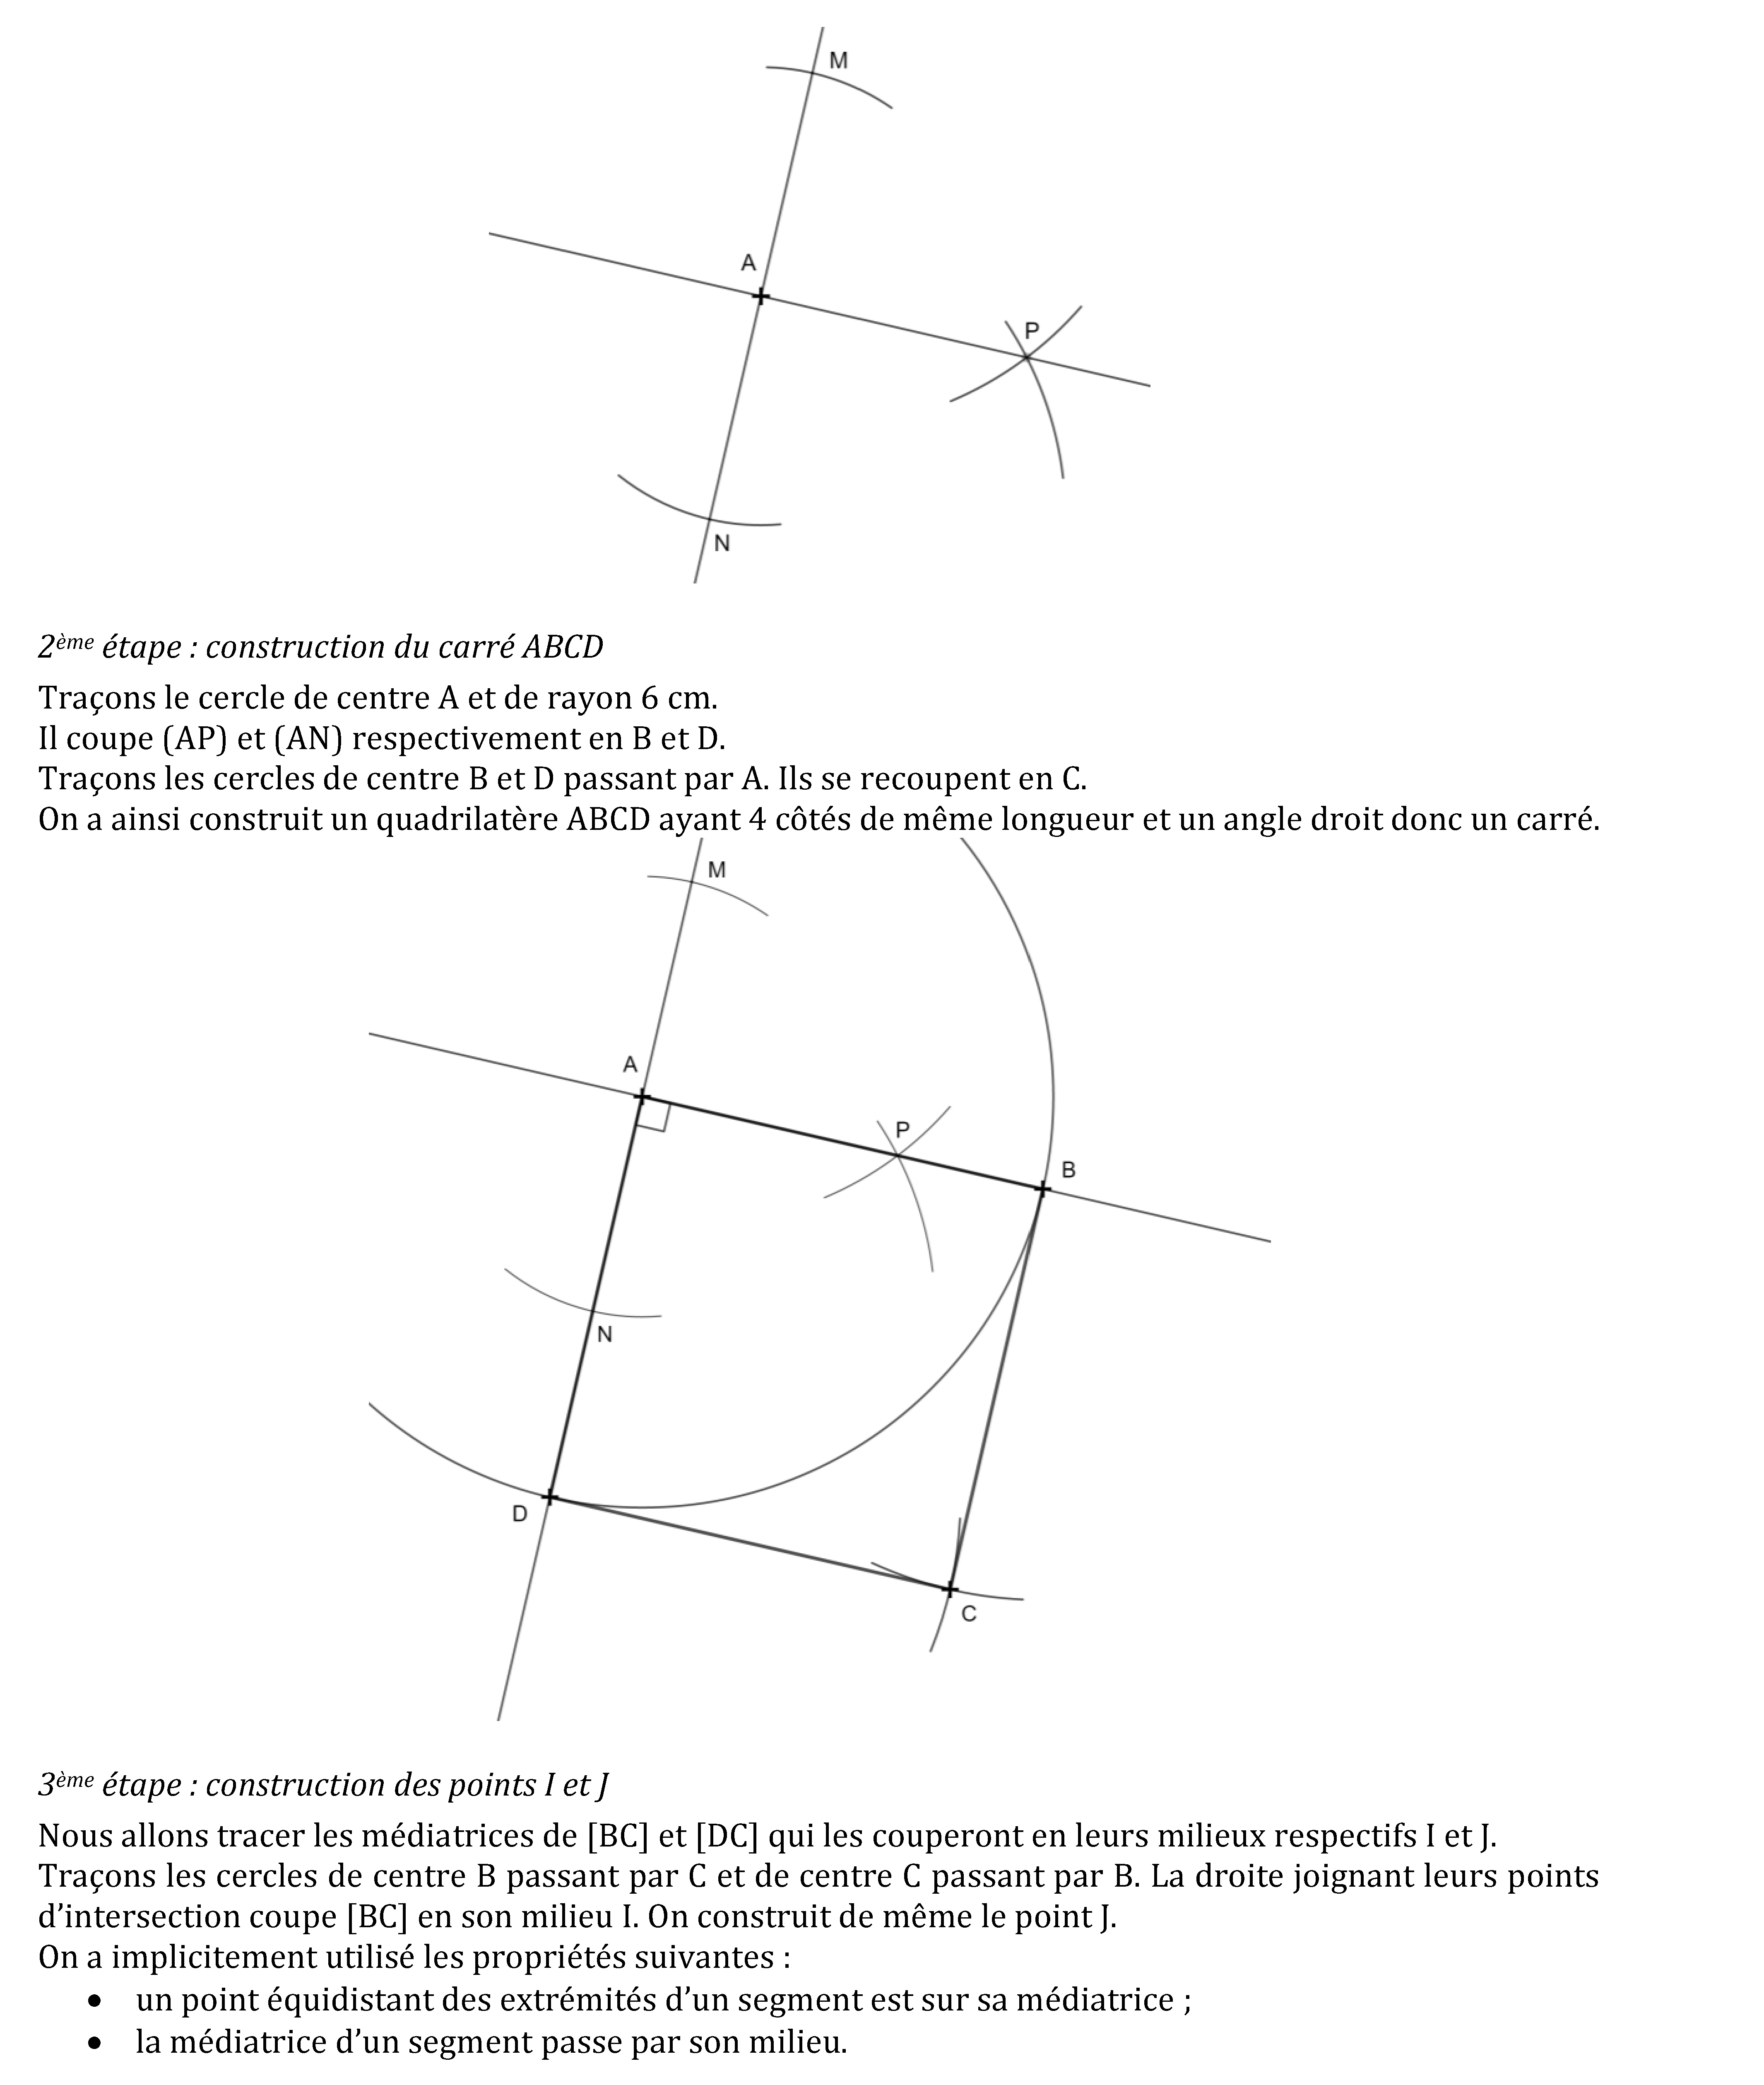 M
A
P
N
2ème étape : construction du carré ABCD
Traçons le cercle de centre A et de rayon 6 cm.
Il coupe (AP) et (AN) respectivement en B et D.
Traçons les cercles de centre B et D passant par A. Ils se recoupent en C.
On a ainsi construit un quadrilatère ABCD ayant 4 côtés de même longueur et un angle droit donc un carré.
M
A
P
B
N
D
C
3ème étape : construction des points I et J
Nous allons tracer les médiatrices de [BC] et [DC] qui les couperont en leurs milieux respectifs I et J.
Traçons les cercles de centre B passant par C et de centre C passant par B. La droite joignant leurs points
d’intersection coupe [BC] en son milieu I. On construit de même le point J.
On a implicitement utilisé les propriétés suivantes :
• un point équidistant des extrémités d’un segment est sur sa médiatrice ;
• la médiatrice d’un segment passe par son milieu.